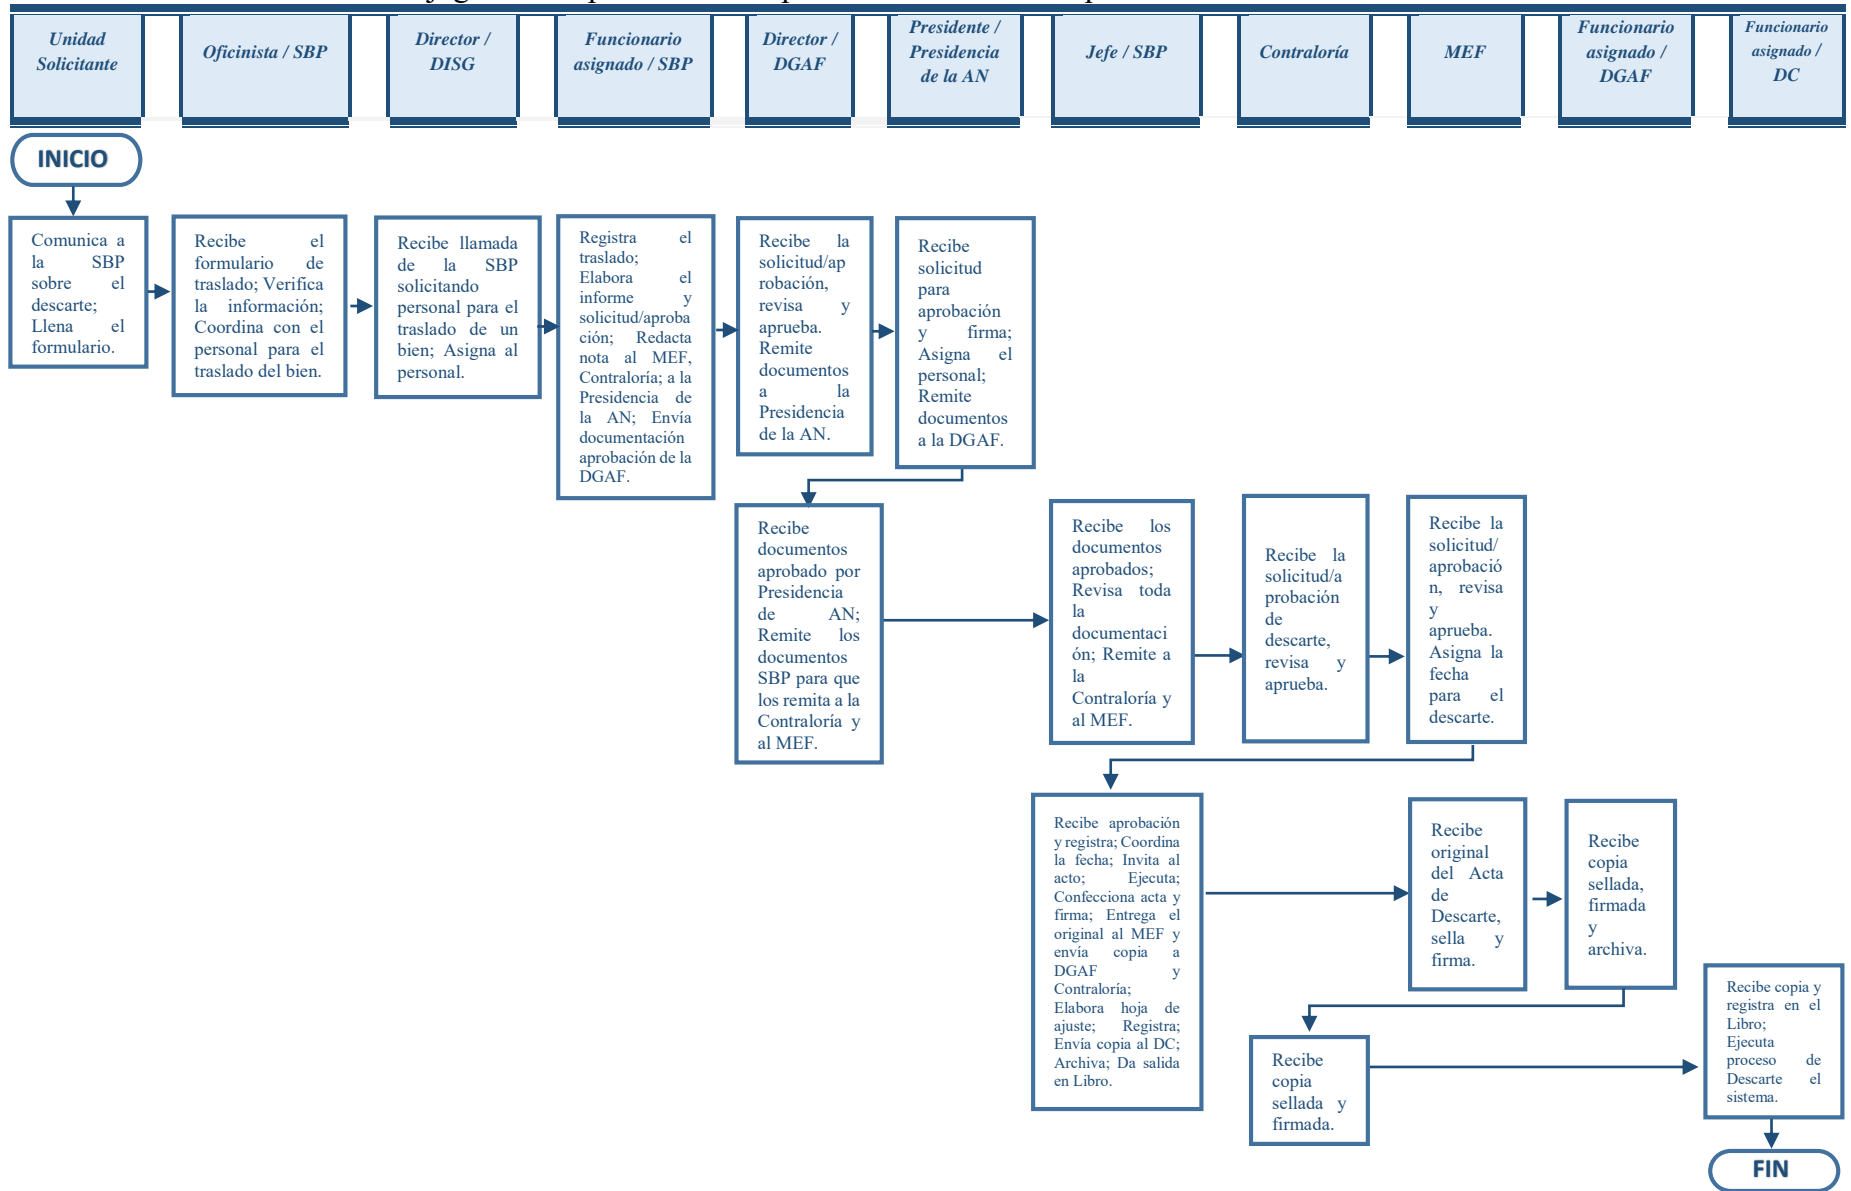 Unidad
Solicitante
Oficinista / SBP
Director /
DISG
Funcionario
asignado / SBP
Director /
DGAF
Presidente /
Presidencia
de la AN
Jefe / SBP
Contraloría
MEF
Funcionario
asignado /
DGAF
Funcionario
asignado /
DC
INICIO
Comunica a
la SBP
sobre el
descarte;
Llena el
formulario.
Recibe el
formulario de
traslado; Verifica
la información;
Coordina con el
personal para el
traslado del bien.
Recibe llamada
de la SBP
solicitando
personal para el
traslado de un
bien; Asigna al
personal.
Registra el
traslado;
Elabora el
informe y
solicitud/aproba
ción; Redacta
nota al MEF,
Contraloría; a la
Presidencia de
la AN; Envía
documentación
aprobación de la
DGAF.
Recibe la
solicitud/ap
robación,
revisa y
aprueba.
Remite
documentos
a la
Presidencia
de la AN.
Recibe
solicitud
para
aprobación
y firma;
Asigna el
personal;
Remite
documentos
a la DGAF.
Recibe
documentos
aprobado por
Presidencia
de AN;
Remite los
documentos
SBP para que
los remita a la
Contraloría y
al MEF.
Recibe los
documentos
aprobados;
Revisa toda
la
documentaci
ón; Remite a
la
Contraloría y
al MEF.
Recibe la
solicitud/a
probación
de
descarte,
revisa y
aprueba.
Recibe la
solicitud/
aprobació
n, revisa
y
aprueba.
Asigna la
fecha
para el
descarte.
Recibe aprobación
y registra; Coordina
la fecha; Invita al
acto; Ejecuta;
Confecciona acta y
firma; Entrega el
original al MEF y
envía copia a
DGAF y
Contraloría;
Elabora hoja de
ajuste; Registra;
Envía copia al DC;
Archiva; Da salida
en Libro.
Recibe
original
del Acta
de
Descarte,
sella y
firma.
Recibe
copia
sellada,
firmada
y
archiva.
Recibe
copia
sellada y
firmada.
Recibe copia y
registra en el
Libro;
Ejecuta
proceso de
Descarte el
sistema.
FIN